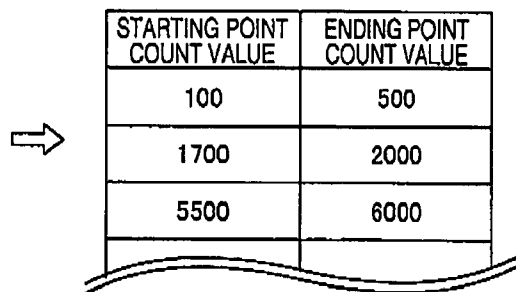 STARTING POINT COUNT VALUE
ENDING POINT COUNT VALUE
100 500
1700 2000
5500 6000